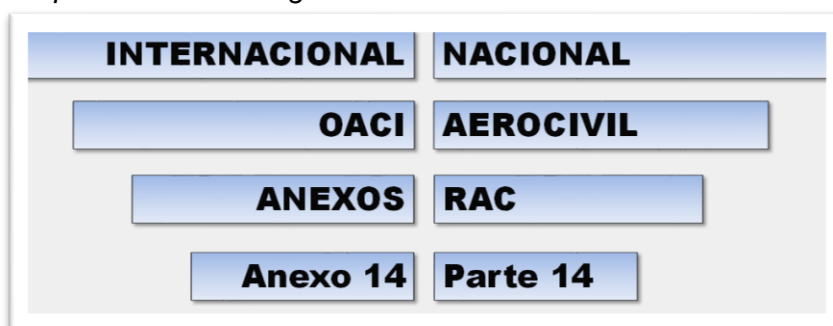 INTERNACIONAL NACIONAL
OACI AEROCIVIL
ANEXOS RAC
Anexo 14 Parte 14